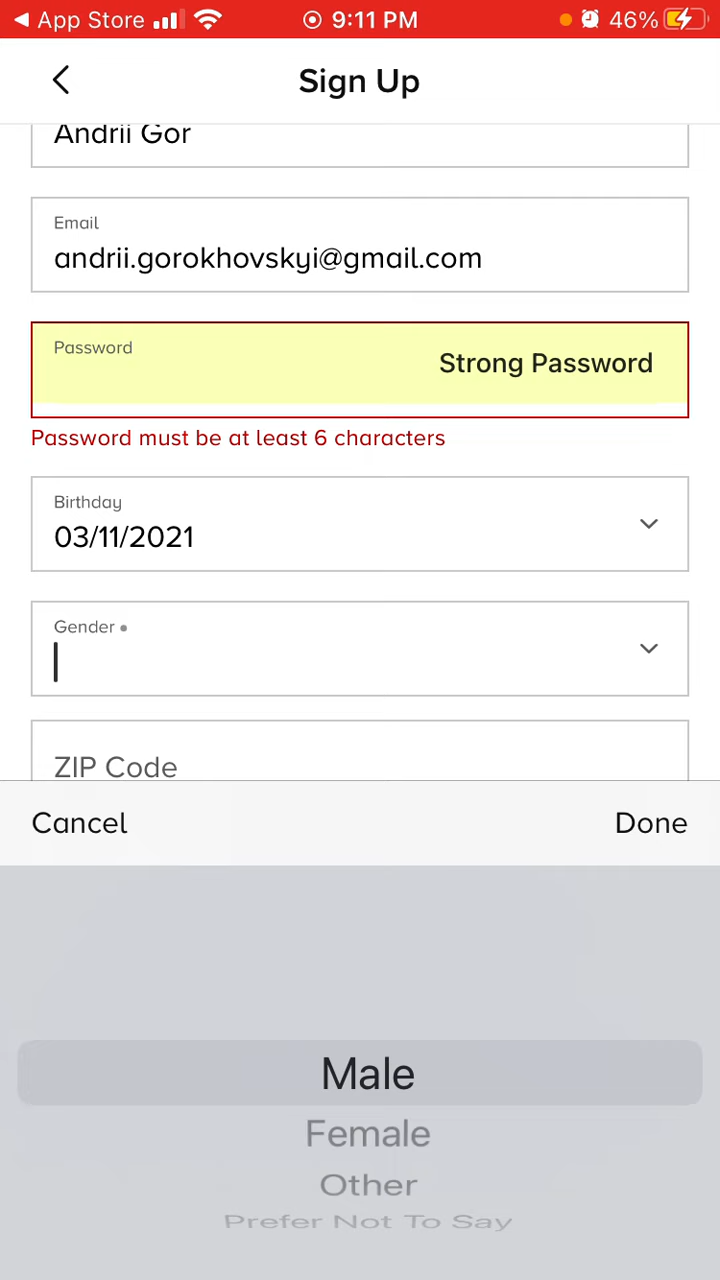 App Store 9:11 PM 46%
Sign Up
Andrii Gor
Email
andrii.gorokhovskyi@gmail.com
Password
Strong Password
Password must be at least 6 characters
Birthday
03/11/2021
Gender
ZIP Code
Cancel Done
Male
Female
Other
Prefer Not To Say